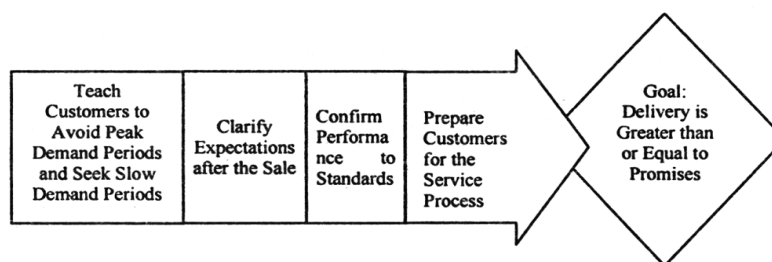 Teach
Customers to
Avoid Peak
Demand Periods
and Seek Slow
Demand Periods
Clarify
Expectations
after the Sale
Confirm
Performa
nce to
Standards
Prepare
Customers
for the
Service
Process
Goal:
Delivery is
Greater than
or Equal to
Promises